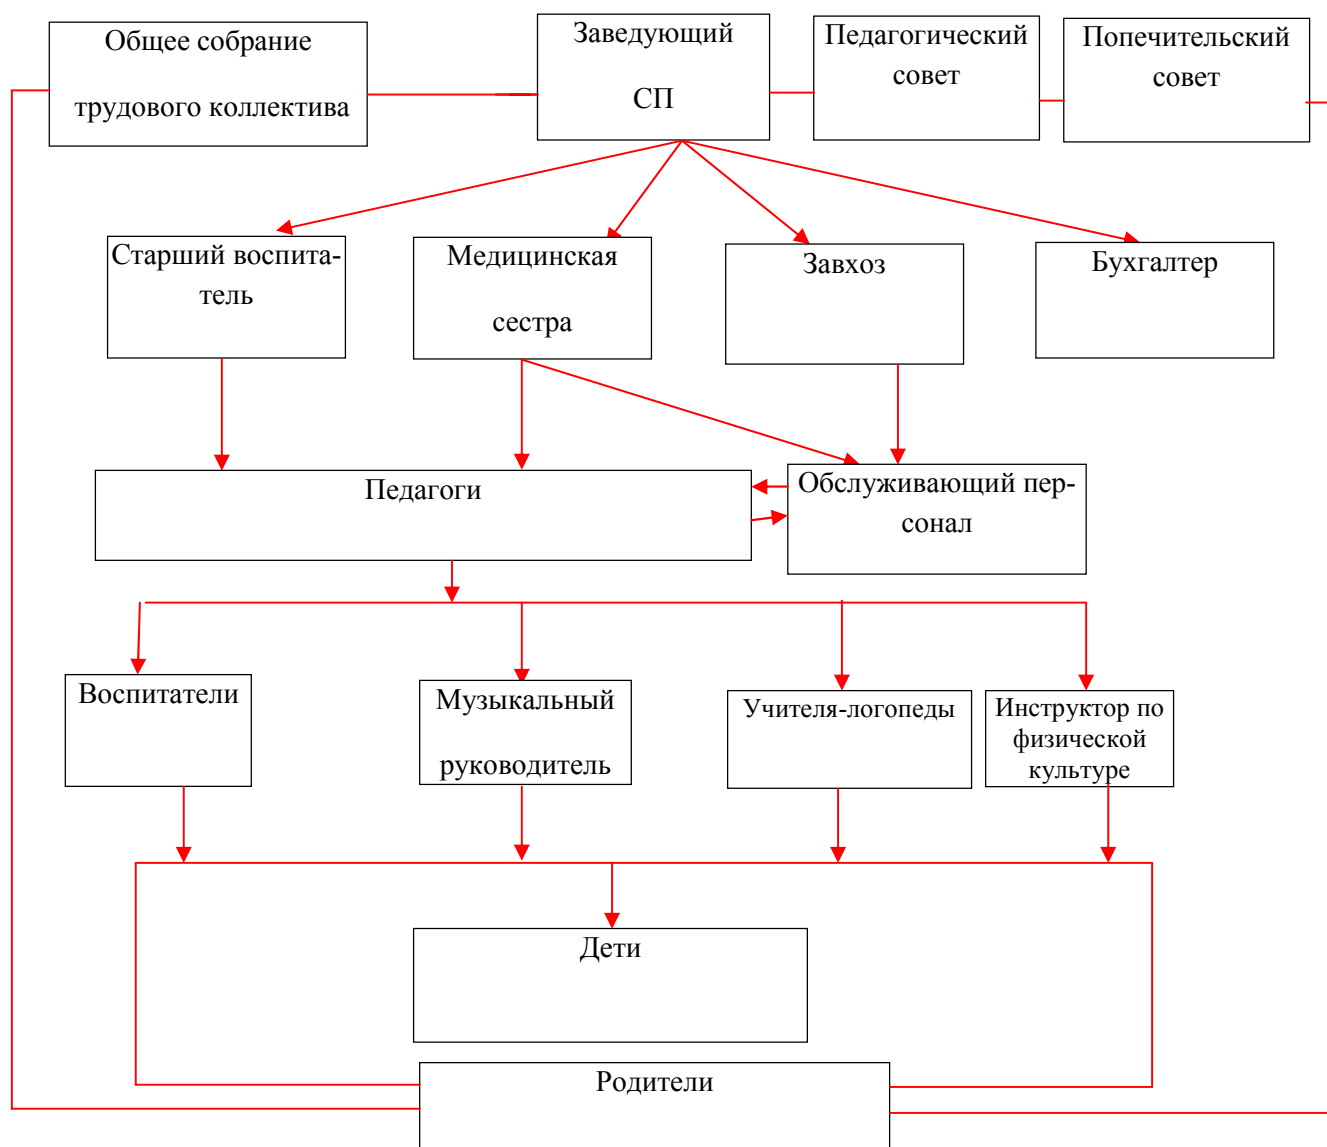 Общее собрание
трудового коллектива
Заведующий
СП
Педагогический
совет
Попечительский
совет
Старший воспита-
тель
Медицинская
сестра
Завхоз
Бухгалтер
Педагоги
Обслуживающий пер-
сонал
Воспитатели
Музыкальный
руководитель
Учителя-логопеды
Инструктор по
физической
культуре
Дети
Родители